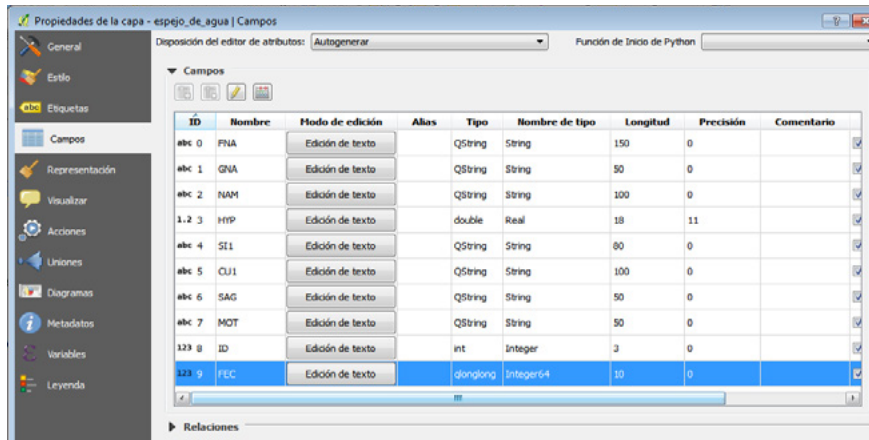 Propiedades de la capa - espejo_de_agua | Campos
Disposición del editor de atributos: Autogenerar Función de Inicio de Python
General
Estilo
abc Etiquetas
Campos
Representación
Visualizar
Acciones
Uniones
Diagramas
Metadatos
Variables
Leyenda
Campos
ID Nombre Modo de edición Alias Tipo Nombre de tipo Longitud Precisión Comentario
abc 0 FNA Edición de texto QString String 150 0
abc 1 GNA Edición de texto QString String 50 0
abc 2 NAM Edición de texto QString String 100 0
1.2 3 HYP Edición de texto double Real 18 11
abc 4 SI1 Edición de texto QString String 80 0
abc 5 CU1 Edición de texto QString String 100 0
abc 6 SAG Edición de texto QString String 50 0
abc 7 MOT Edición de texto QString String 50 0
123 8 ID Edición de texto int Integer 3 0
123 9 FEC Edición de texto qlonglong Integer64 10 0
Relaciones